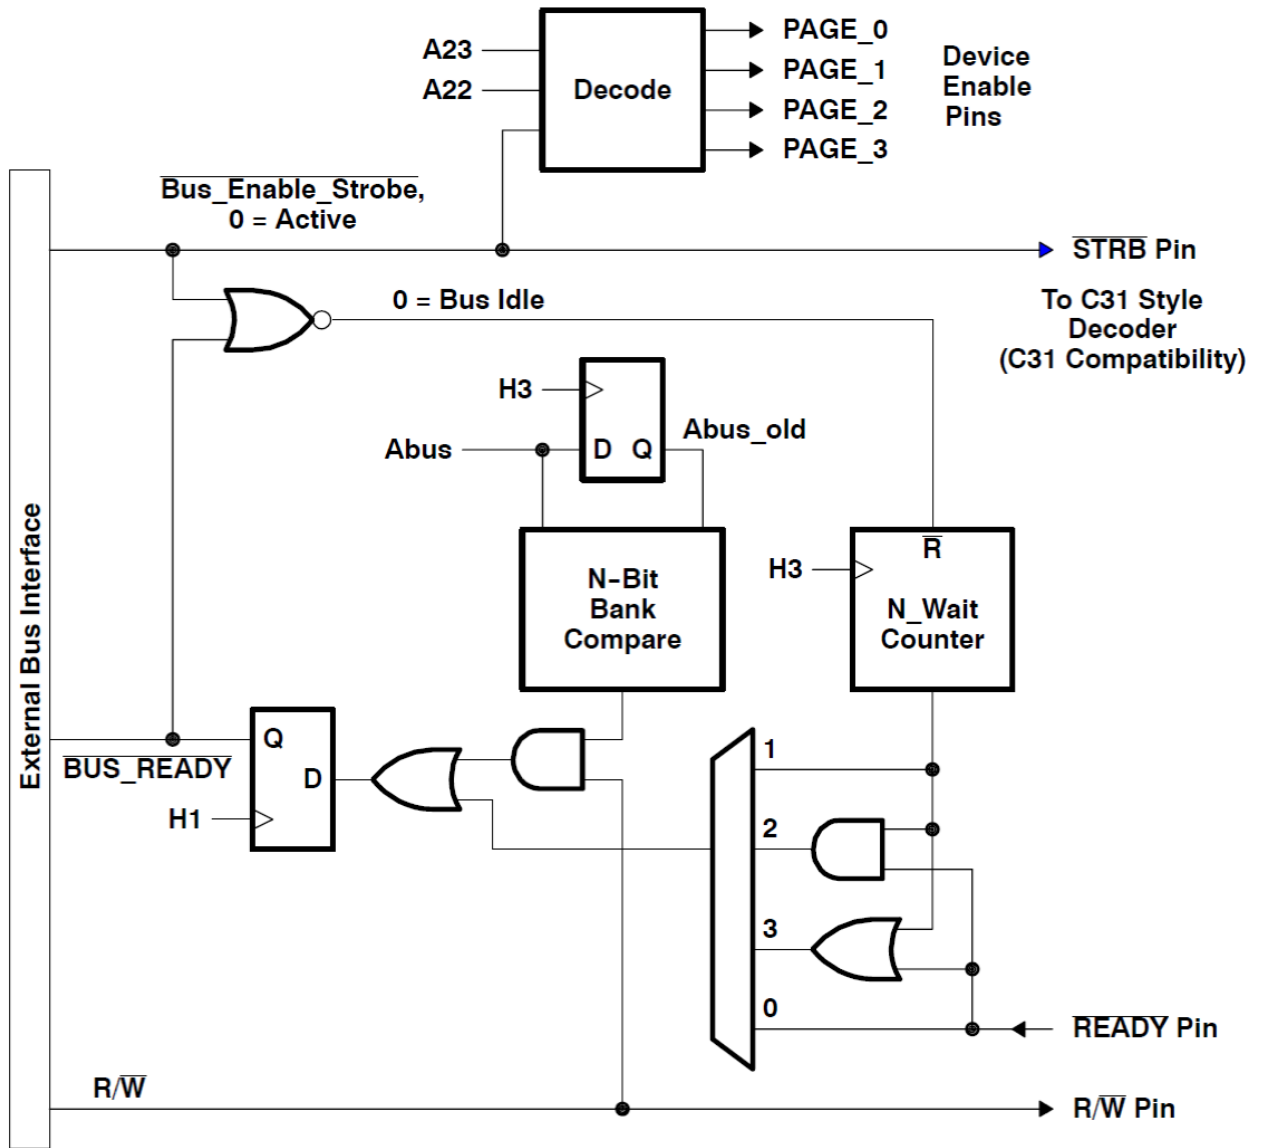 A23
A22
Decode
PAGE_0
PAGE_1
PAGE_2
PAGE_3
Device
Enable
Pins
Bus_Enable_Strobe,
0 = Active
STRB Pin
0 = Bus Idle
To C31 Style
Decoder
(C31 Compatibility)
H3
Abus
D Q
Abus_old
External Bus Interface
N-Bit
Bank
Compare
H3
R
N_Wait
Counter
BUS_READY
Q
D
H1
1
2
3
0
READY Pin
R/W
R/W Pin